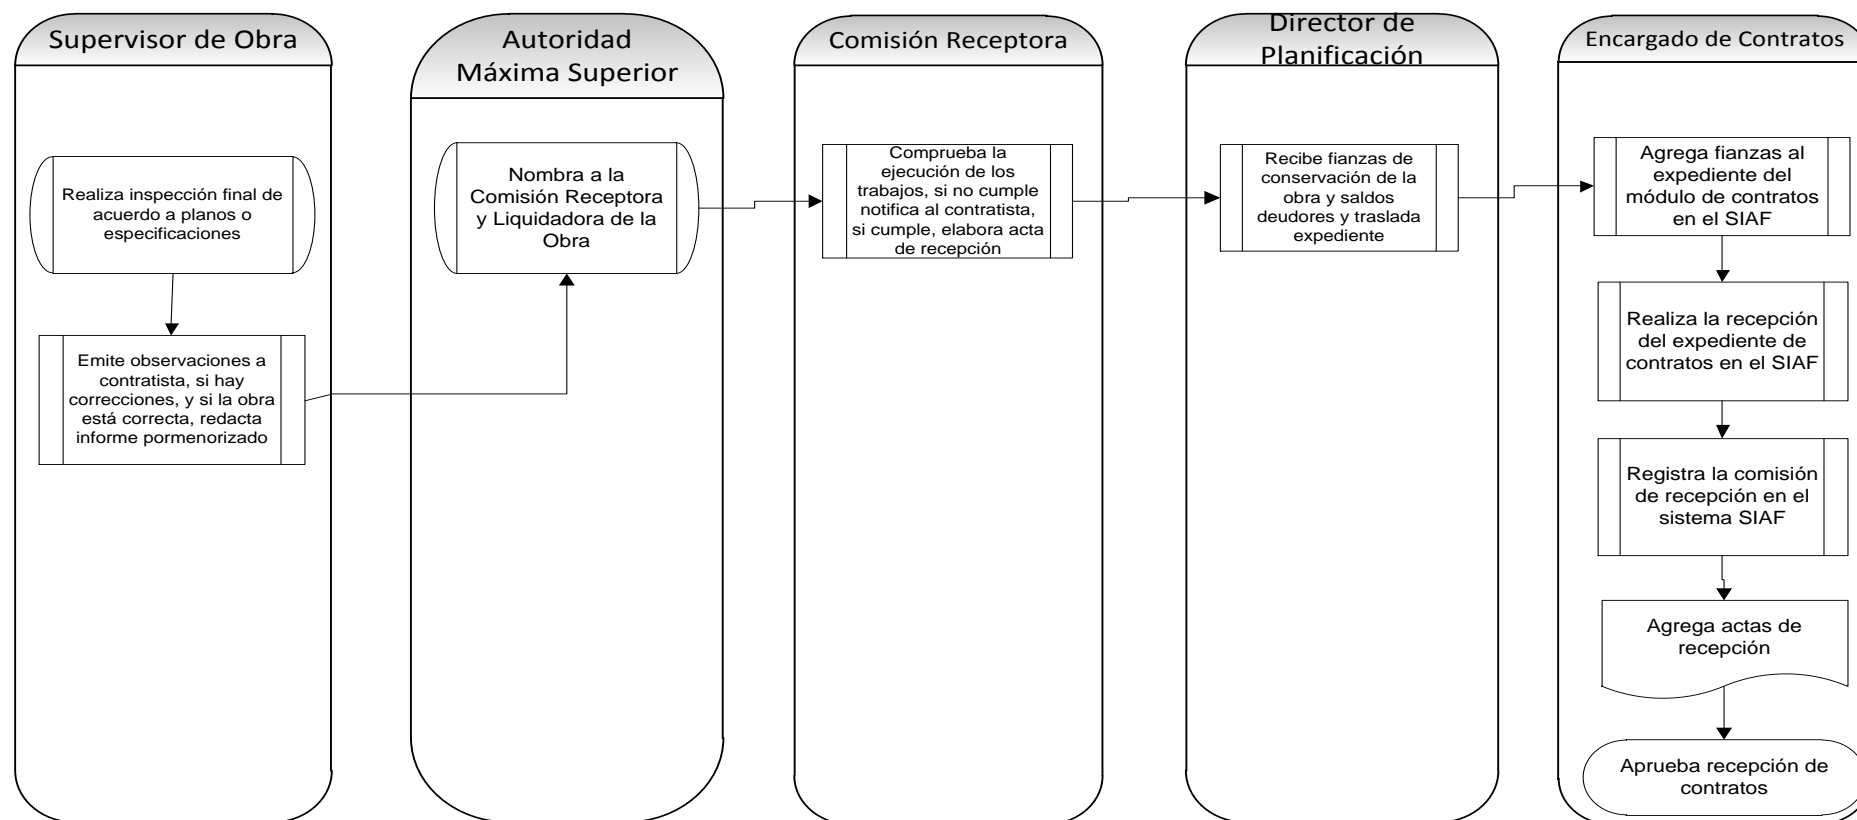 Supervisor de Obra
Autoridad
Máxima Superior
Comisión Receptora
Director de
Planificación
Encargado de Contratos
Realiza inspección final de
acuerdo a planos o
especificaciones
Emite observaciones a
contratista, si hay
correcciones, y si la obra
está correcta, redacta
informe pormenorizado
Nombra a la
Comisión Receptora
y Liquidadora de la
Obra
Comprueba la
ejecución de los
trabajos, si no cumple
notifica al contratista,
si cumple, elabora acta
de recepción
Recibe fianzas de
conservación de la
obra y saldos
deudores y traslada
expediente
Agrega fianzas al
expediente del
módulo de contratos
en el SIAF
Realiza la recepción
del expediente de
contratos en el SIAF
Registra la comisión
de recepción en el
sistema SIAF
Agrega actas de
recepción
Aprueba recepción de
contratos